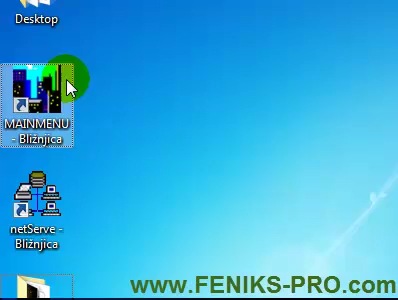 Desktop
MAINMENU
- Bližnjica
netServe -
Bližnjica
www.FENIKS-PRO.com